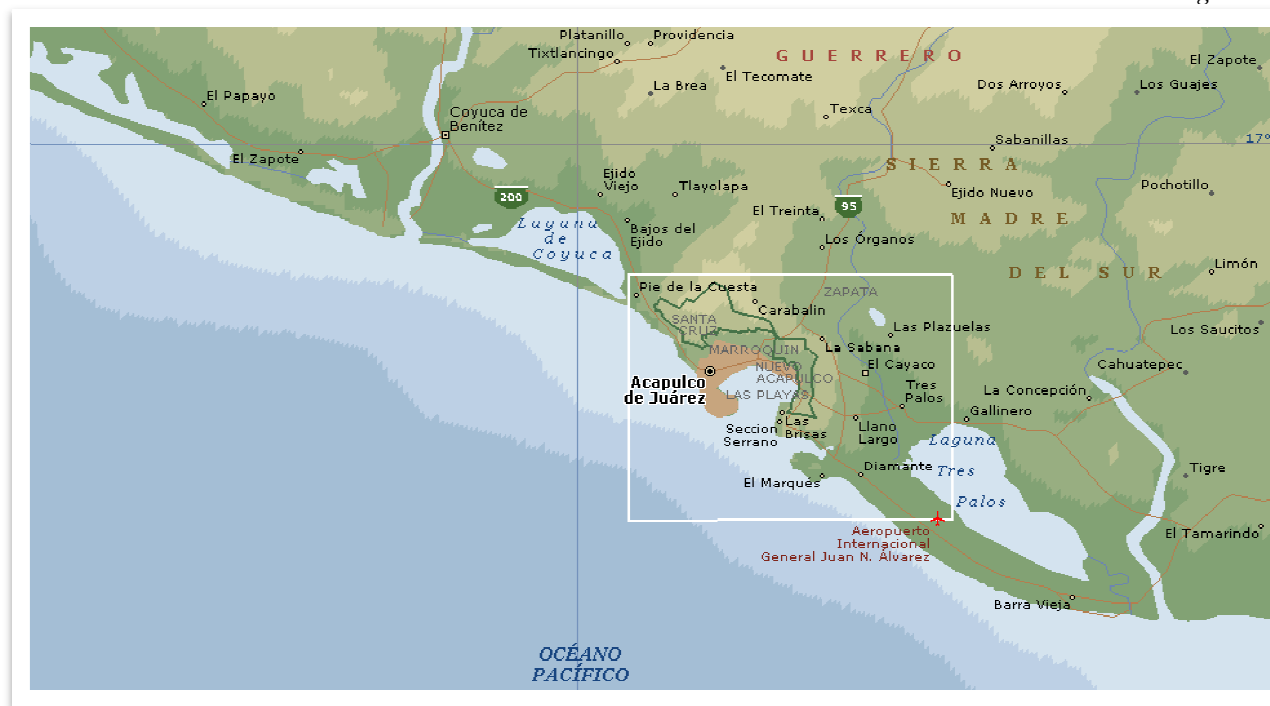 Platanillo
Providencia
Tixtlancingo
GUERRERO
El Zapote
El Tecomate
La Brea
Dos Arroyos
Los Guajes
El Papayo
Texca
Coyuca de
Benítez
Sabanillas
17°
El Zapote
SIERRA
Ejido
Viejo
Tlayolapa
Ejido Nuevo
Pochotillo
200
95
El Treinta
MADRE
Laguna
de
Coyuca
Bajos del
Ejido
Los Órganos
Limón
DEL SUR
Pie de la Cuesta
ZAPATA
Carabalin
SANTA
CRUZ
Las Plazuelas
Los Saucitos
MARROQUIN
La Sabana
NUEVO
ACAPULCO
El Cayaco
Cahuatepec
Acapulco
de Juárez
LAS PLAYAS
Tres
Palos
La Concepción
Gallinero
Seccion
Serrano
Las
Brisas
Llano
Largo
Laguna
Tres
Palos
Diamante
El Marqués
Tigre
Aeropuerto
Internacional
General Juan N. Álvarez
El Tamarindo
Barra Vieja
OCÉANO
PACÍFICO